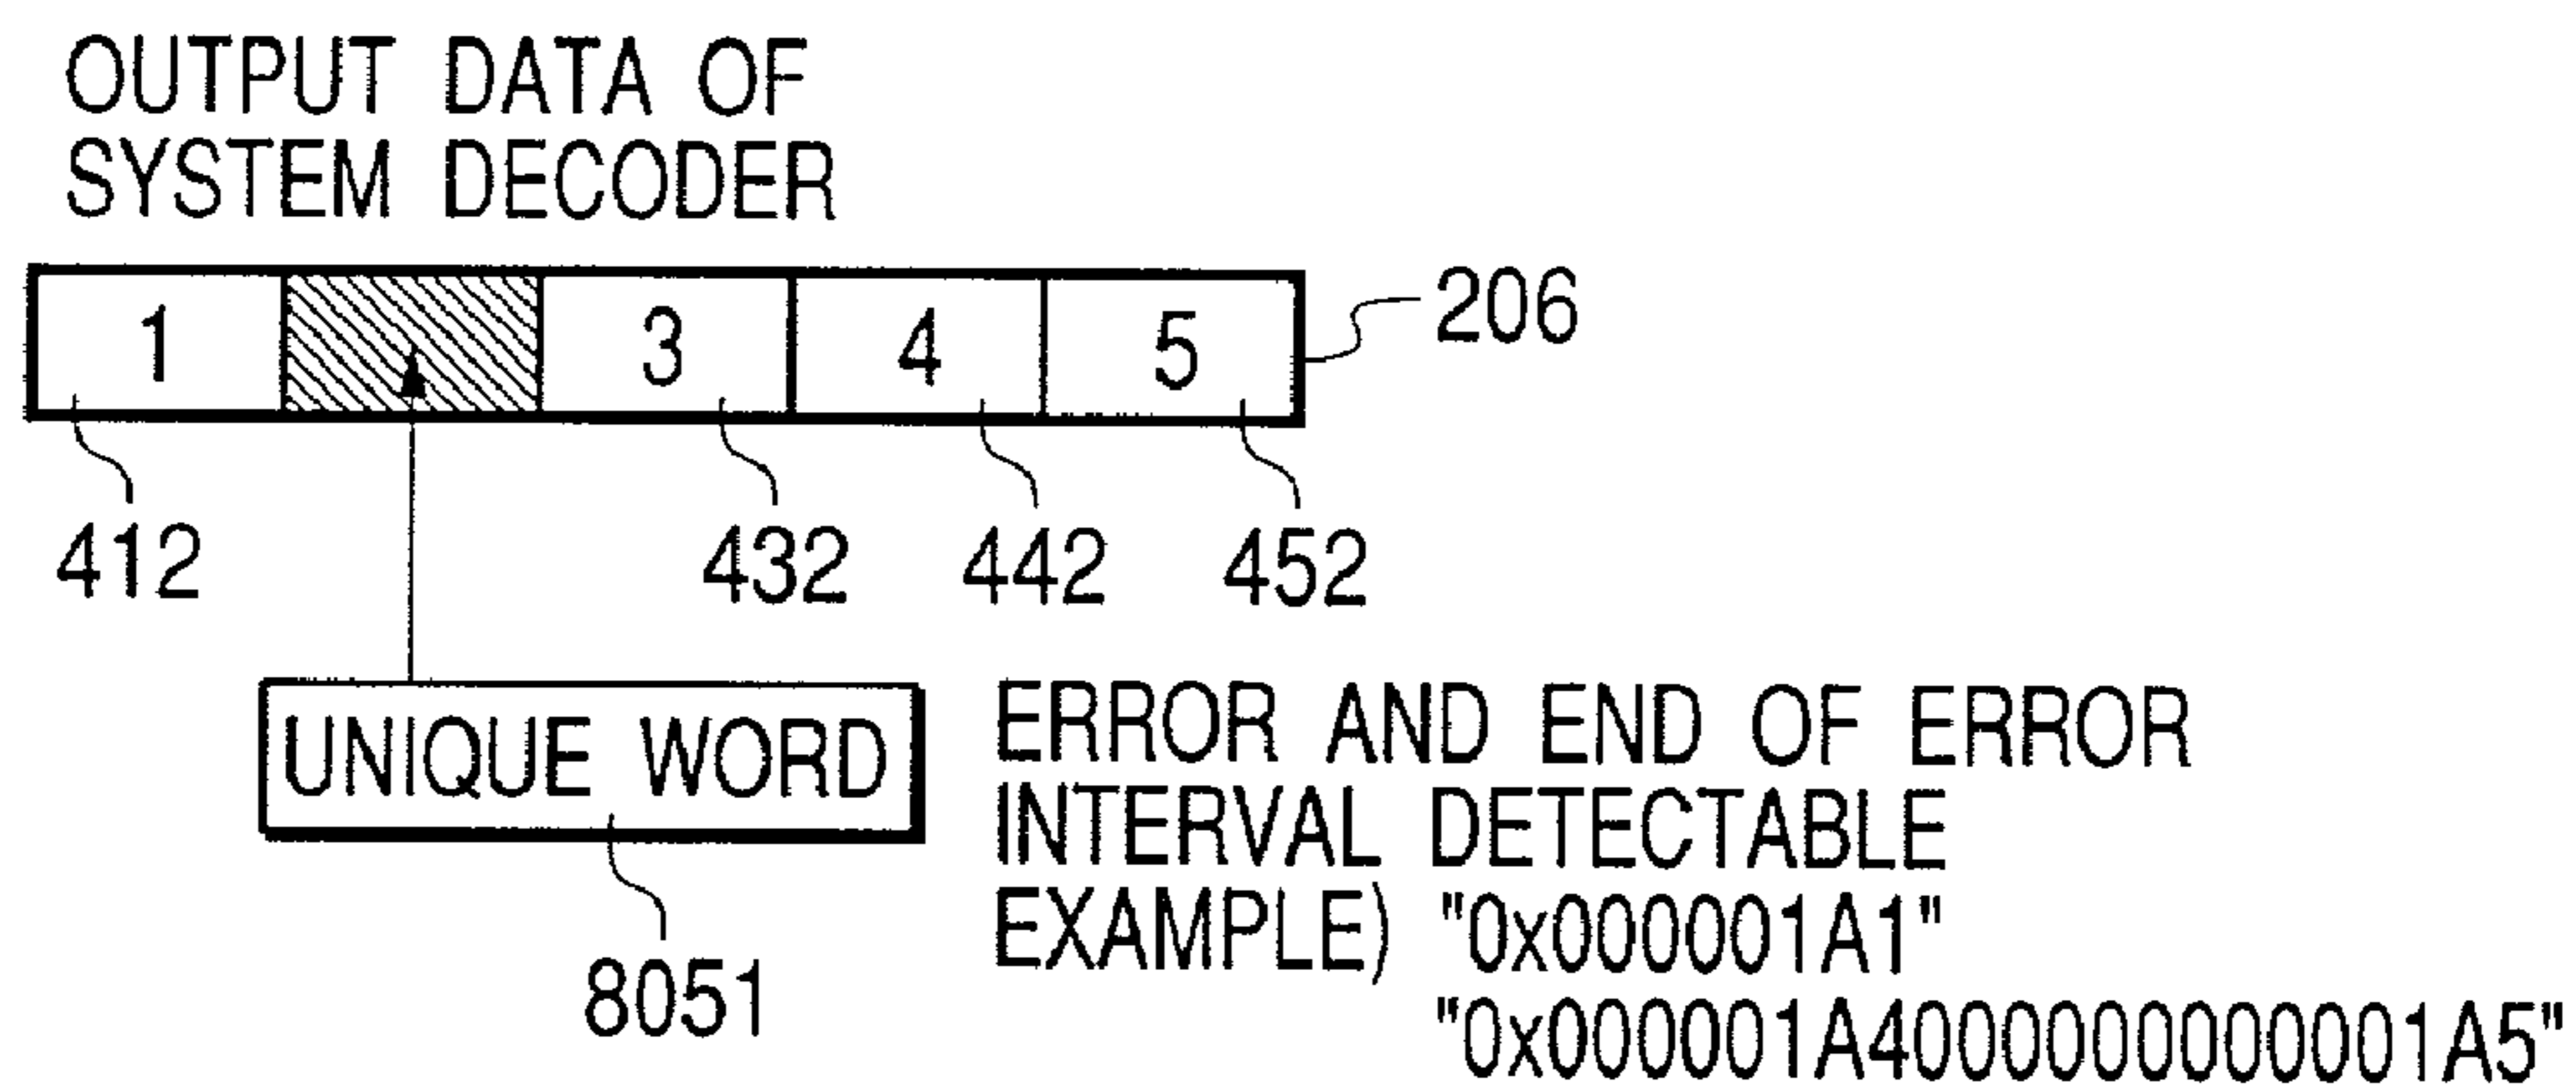 OUTPUT DATA OF
SYSTEM DECODER
1 3 4 5
206
412 432 442 452
UNIQUE WORD
8051
ERROR AND END OF ERROR
INTERVAL DETECTABLE
EXAMPLE) "0x000001A1"
"0x000001A4000000000001A5"